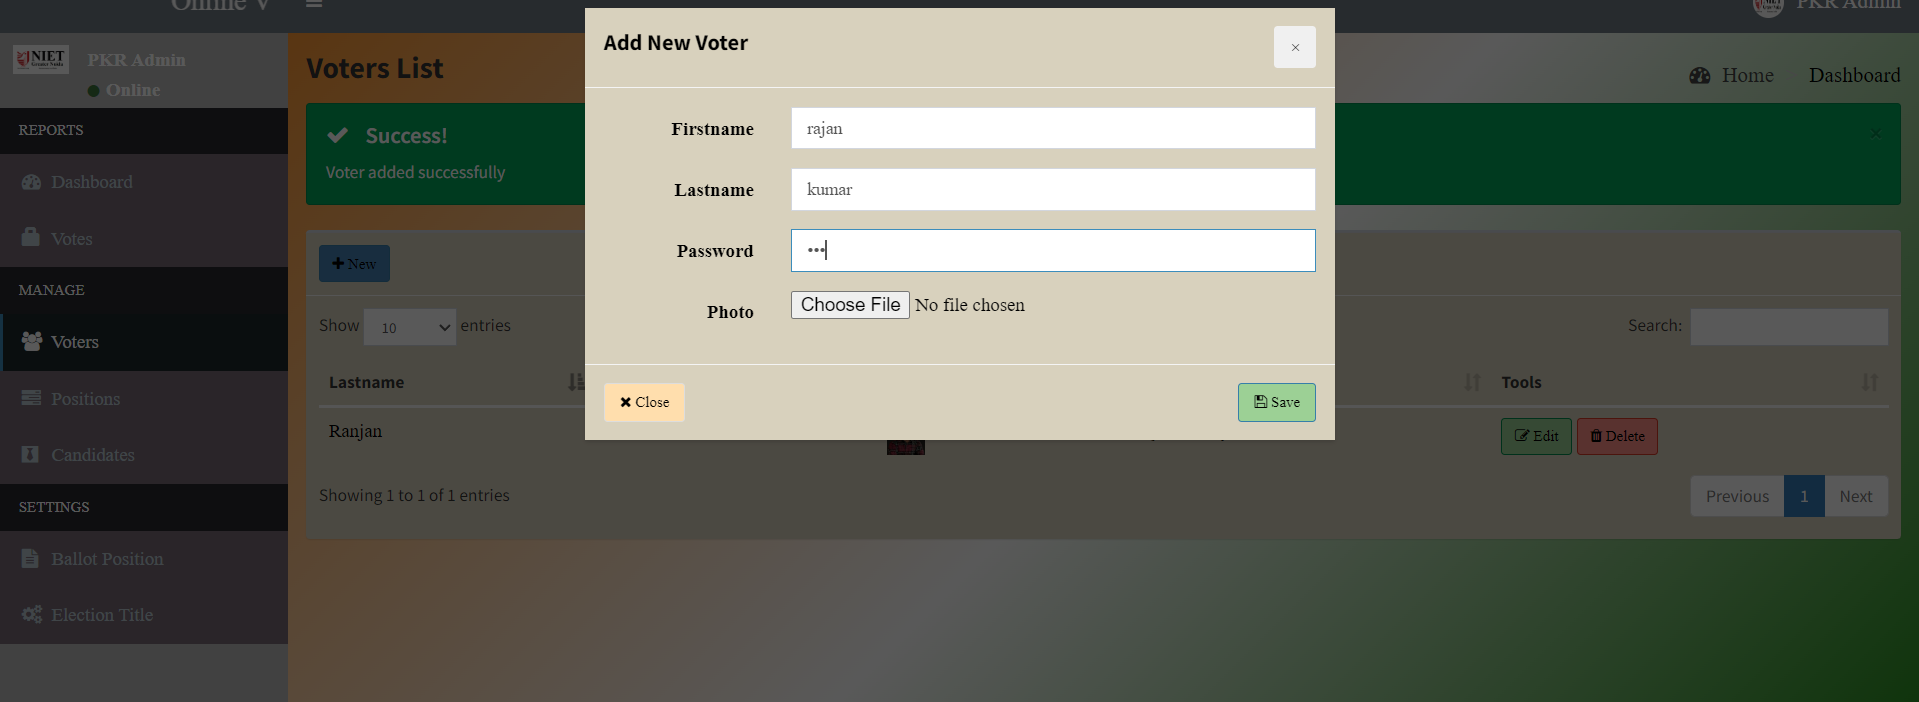 Online V
PKR Admin
NIET
Greater Noida
PKR Admin
Online
REPORTS
Dashboard
Votes
MANAGE
Voters
Positions
Candidates
SETTINGS
Ballot Position
Election Title
Voters List
Home
Dashboard
Success!
×
Voter added successfully
New
Show 10 entries
Search:
Lastname
Tools
Ranjan
Edit
Delete
Showing 1 to 1 of 1 entries
Previous
1
Next
Add New Voter
×
Firstname
rajan
Lastname
kumar
Password
•••
Photo
Choose File No file chosen
Close
Save